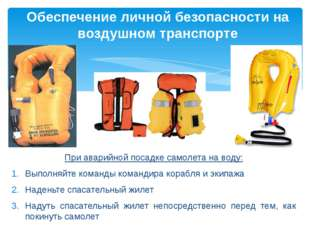 Обеспечение личной безопасности на
воздушном транспорте
При аварийной посадке самолета на воду:
1. Выполняйте команды командира корабля и экипажа
2. Наденьте спасательный жилет
3. Надуть спасательный жилет непосредственно перед тем, как
покинуть самолет